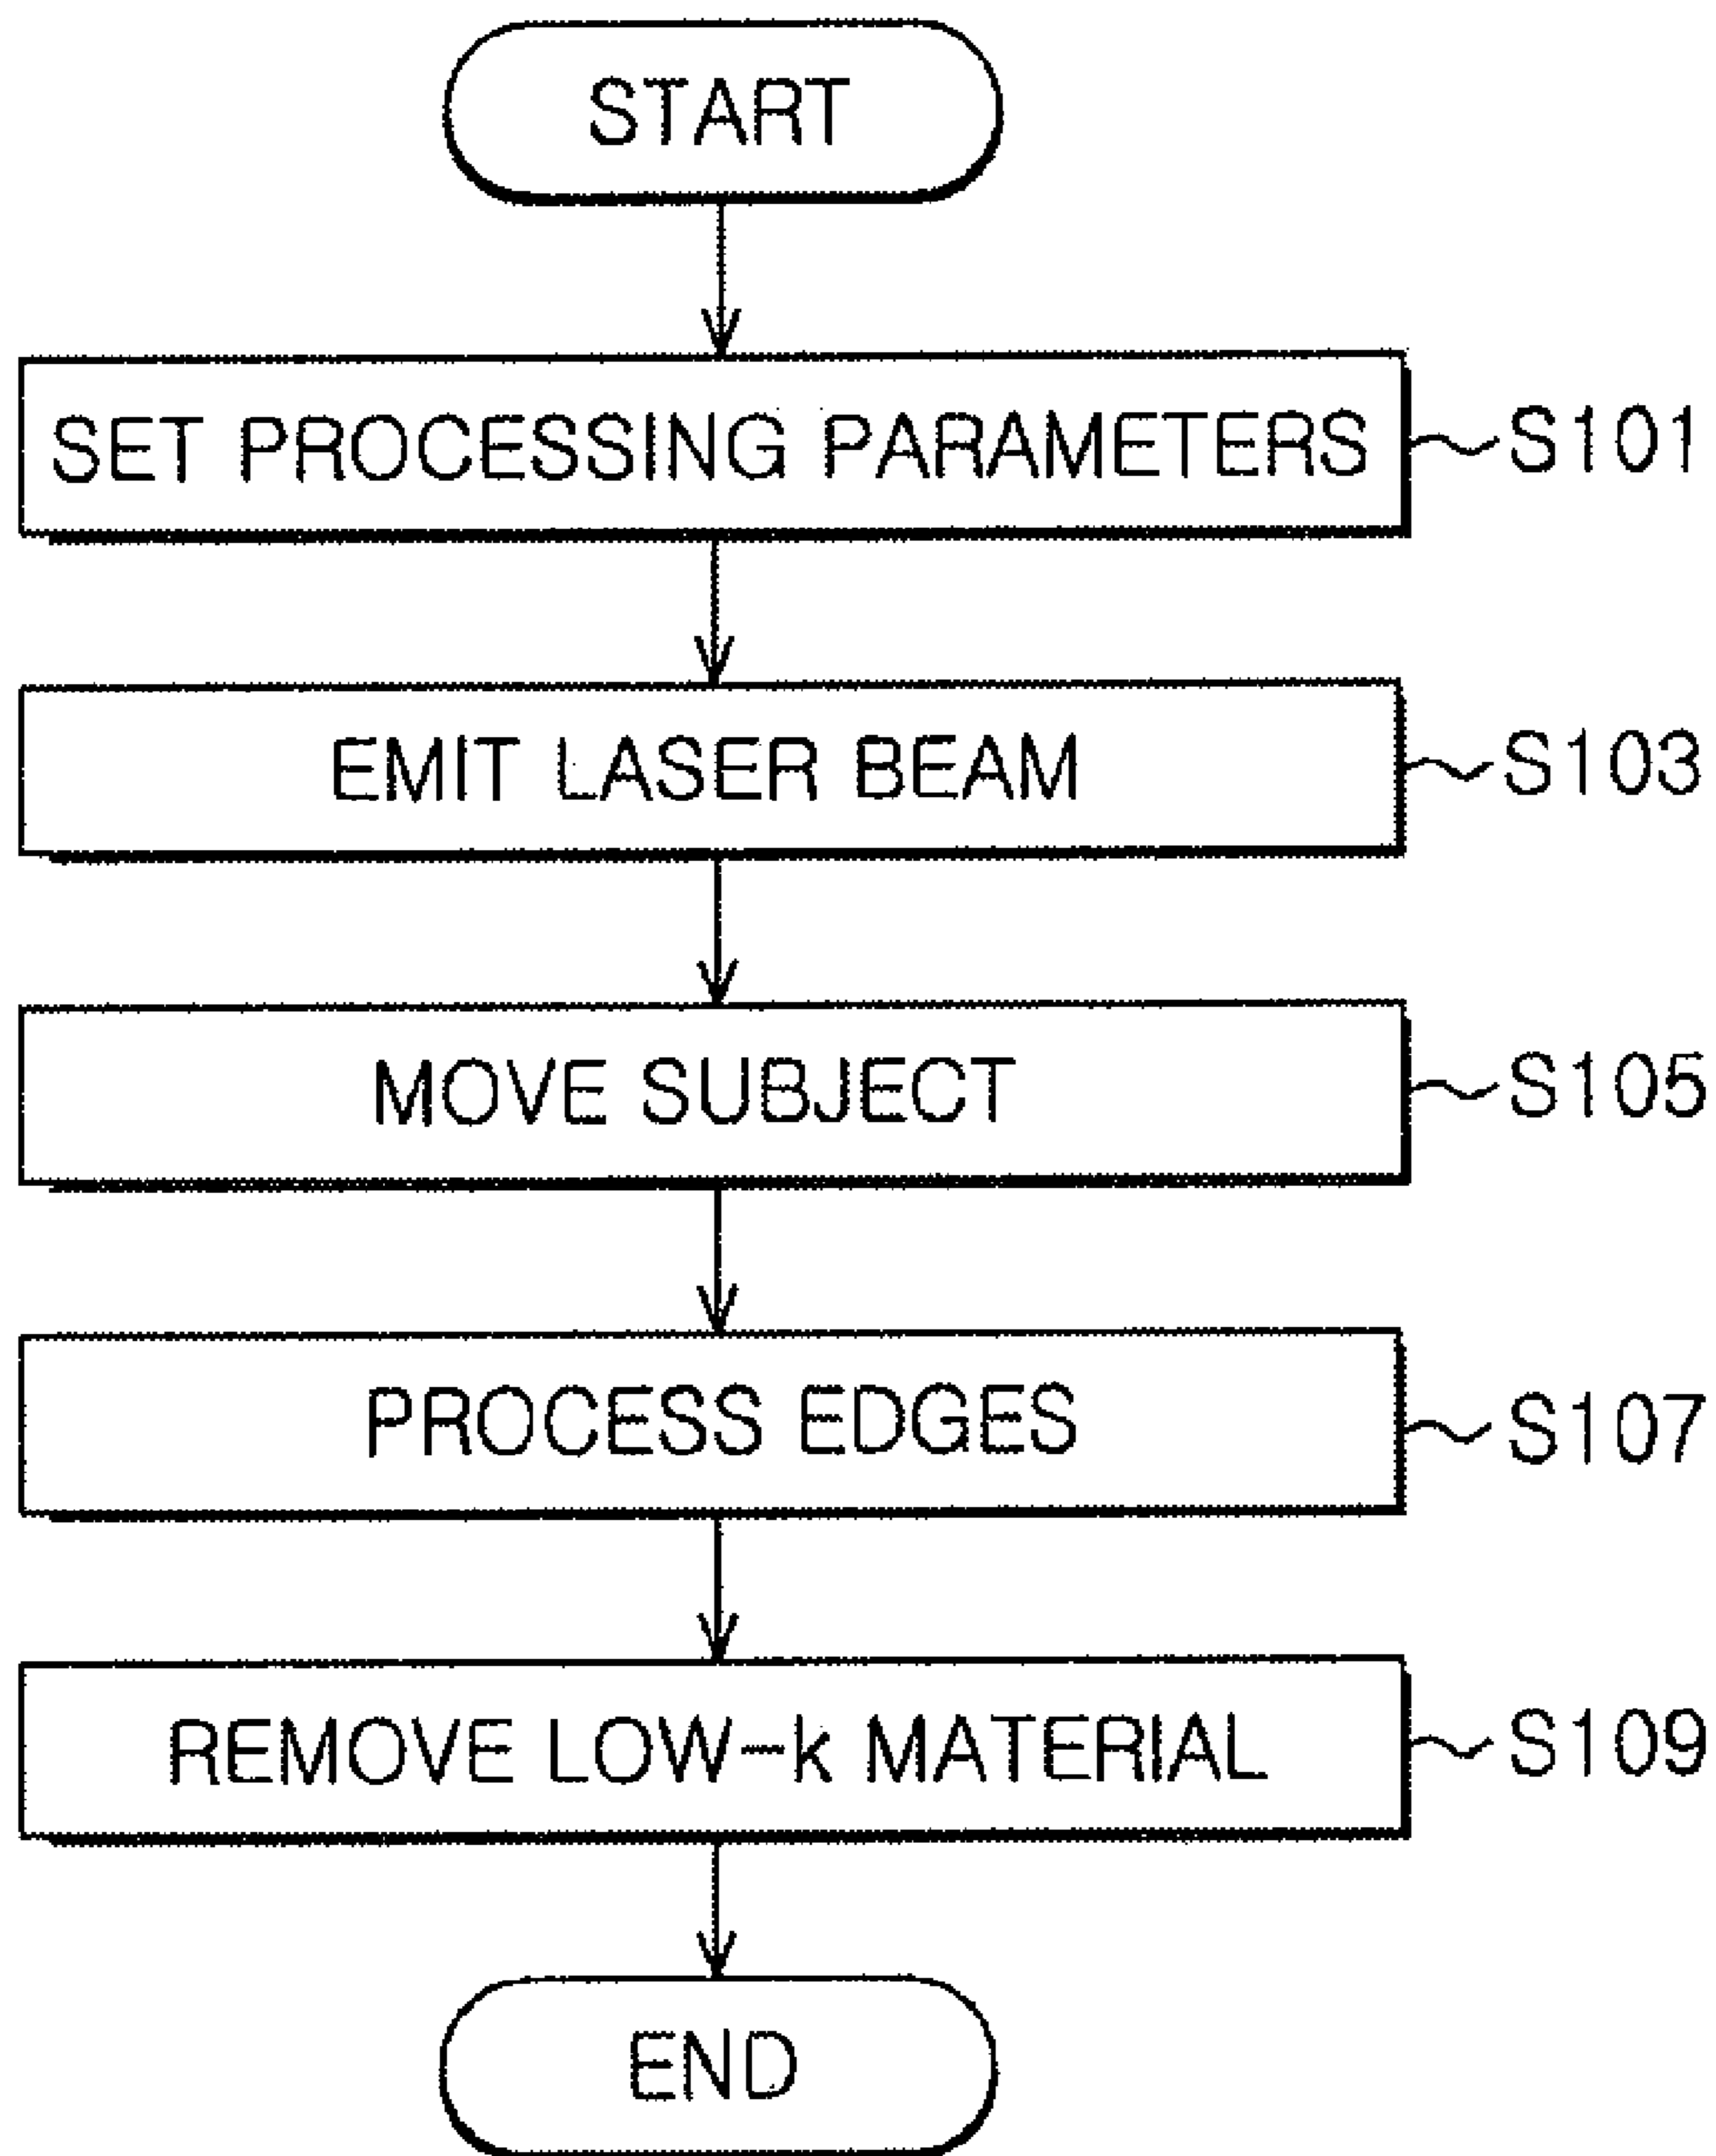 START
SET PROCESSING PARAMETERS S101
EMIT LASER BEAM S103
MOVE SUBJECT S105
PROCESS EDGES S107
REMOVE LOW-k MATERIAL S109
END